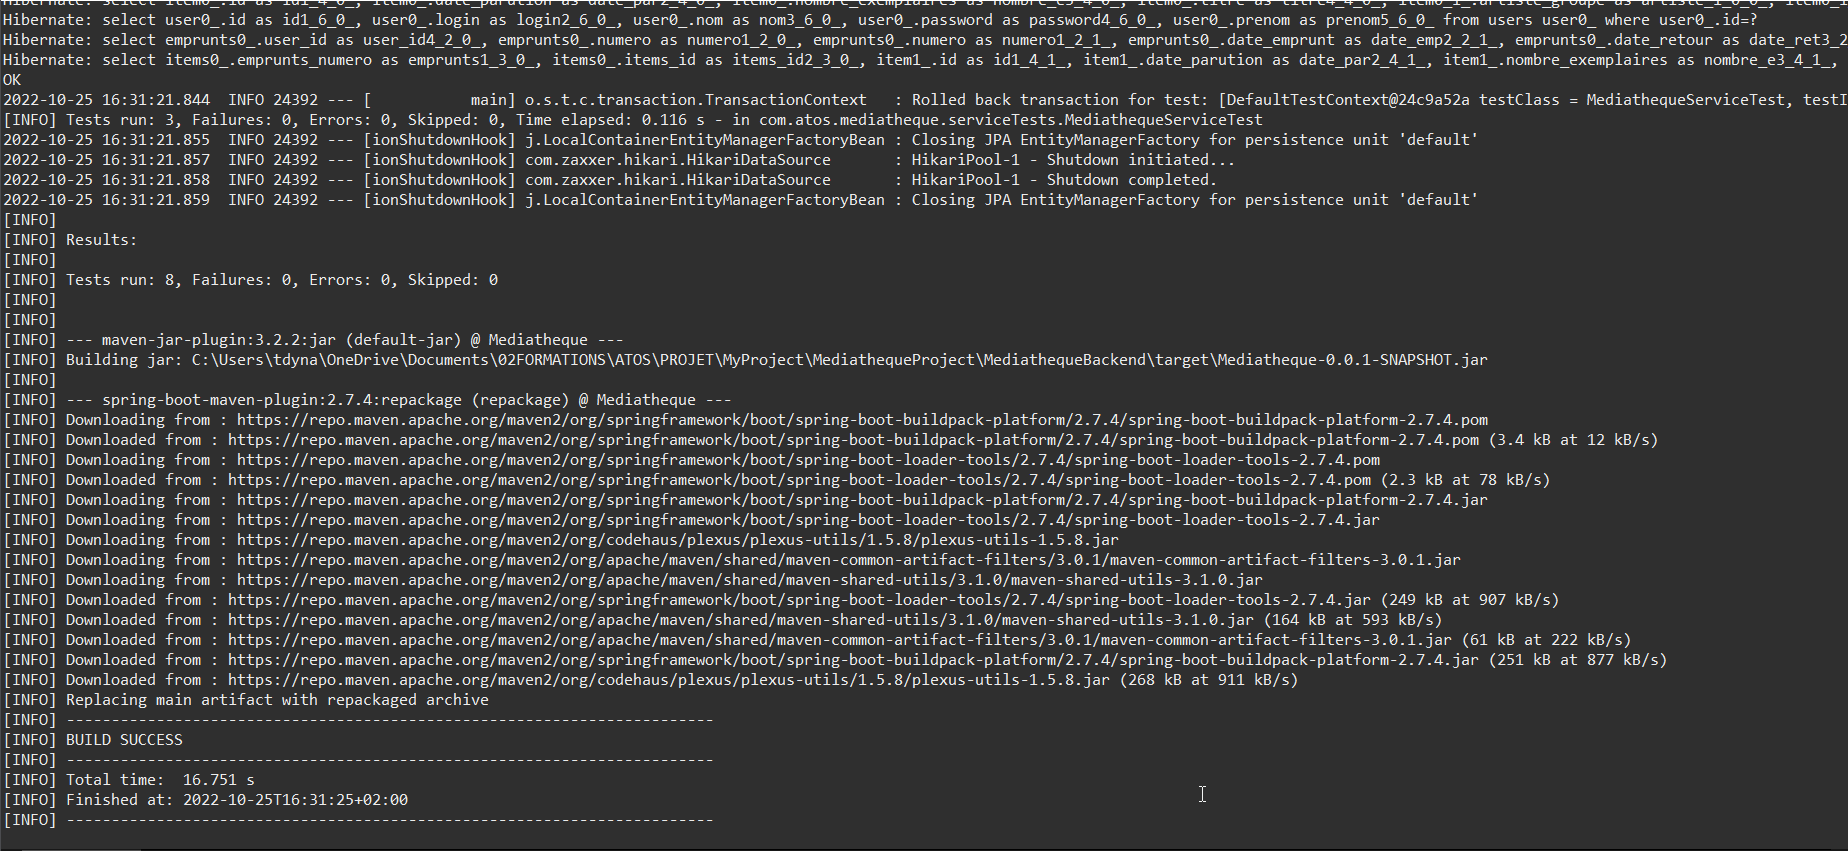 Hibernate: select user0_.id as id1_6_0_, user0_.login as login2_6_0_, user0_.nom as nom3_6_0_, user0_.password as password4_6_0_, user0_.prenom as prenom5_6_0_ from users user0_ where user0_.id=?
Hibernate: select emprunts0_.user_id as user_id4_2_0_, emprunts0_.numero as numero1_2_0_, emprunts0_.numero as numero1_2_1_, emprunts0_.date_emprunt as date_emp2_2_1_, emprunts0_.date_retour as date_ret3_2
Hibernate: select items0_.emprunts_numero as emprunts1_3_0_, items0_.items_id as items_id2_3_0_, item1_.id as id1_4_1_, item1_.date_parution as date_par2_4_1_, item1_.nombre_exemplaires as nombre_e3_4_1_,
OK
2022-10-25 16:31:21.844  INFO 24392 --- [           main] o.s.t.c.transaction.TransactionContext   : Rolled back transaction for test: [DefaultTestContext@24c9a52a testClass = MediathequeServiceTest, testI
[INFO] Tests run: 3, Failures: 0, Errors: 0, Skipped: 0, Time elapsed: 0.116 s - in com.atos.mediatheque.serviceTests.MediathequeServiceTest
2022-10-25 16:31:21.855  INFO 24392 --- [ionShutdownHook] j.LocalContainerEntityManagerFactoryBean : Closing JPA EntityManagerFactory for persistence unit 'default'
2022-10-25 16:31:21.857  INFO 24392 --- [ionShutdownHook] com.zaxxer.hikari.HikariDataSource       : HikariPool-1 - Shutdown initiated...
2022-10-25 16:31:21.858  INFO 24392 --- [ionShutdownHook] com.zaxxer.hikari.HikariDataSource       : HikariPool-1 - Shutdown completed.
2022-10-25 16:31:21.859  INFO 24392 --- [ionShutdownHook] j.LocalContainerEntityManagerFactoryBean : Closing JPA EntityManagerFactory for persistence unit 'default'
[INFO]
[INFO] Results:
[INFO]
[INFO] Tests run: 8, Failures: 0, Errors: 0, Skipped: 0
[INFO]
[INFO]
[INFO] --- maven-jar-plugin:3.2.2:jar (default-jar) @ Mediatheque ---
[INFO] Building jar: C:\Users\tdyna\OneDrive\Documents\02FORMATIONS\ATOS\PROJET\MyProject\MediathequeProject\MediathequeBackend\target\Mediatheque-0.0.1-SNAPSHOT.jar
[INFO]
[INFO] --- spring-boot-maven-plugin:2.7.4:repackage (repackage) @ Mediatheque ---
[INFO] Downloading from : https://repo.maven.apache.org/maven2/org/springframework/boot/spring-boot-buildpack-platform/2.7.4/spring-boot-buildpack-platform-2.7.4.pom
[INFO] Downloaded from : https://repo.maven.apache.org/maven2/org/springframework/boot/spring-boot-buildpack-platform/2.7.4/spring-boot-buildpack-platform-2.7.4.pom (3.4 kB at 12 kB/s)
[INFO] Downloading from : https://repo.maven.apache.org/maven2/org/springframework/boot/spring-boot-loader-tools/2.7.4/spring-boot-loader-tools-2.7.4.pom
[INFO] Downloaded from : https://repo.maven.apache.org/maven2/org/springframework/boot/spring-boot-loader-tools/2.7.4/spring-boot-loader-tools-2.7.4.pom (2.3 kB at 78 kB/s)
[INFO] Downloading from : https://repo.maven.apache.org/maven2/org/springframework/boot/spring-boot-buildpack-platform/2.7.4/spring-boot-buildpack-platform-2.7.4.jar
[INFO] Downloading from : https://repo.maven.apache.org/maven2/org/springframework/boot/spring-boot-loader-tools/2.7.4/spring-boot-loader-tools-2.7.4.jar
[INFO] Downloading from : https://repo.maven.apache.org/maven2/org/codehaus/plexus/plexus-utils/1.5.8/plexus-utils-1.5.8.jar
[INFO] Downloading from : https://repo.maven.apache.org/maven2/org/apache/maven/shared/maven-common-artifact-filters/3.0.1/maven-common-artifact-filters-3.0.1.jar
[INFO] Downloading from : https://repo.maven.apache.org/maven2/org/apache/maven/shared/maven-shared-utils/3.1.0/maven-shared-utils-3.1.0.jar
[INFO] Downloaded from : https://repo.maven.apache.org/maven2/org/springframework/boot/spring-boot-loader-tools/2.7.4/spring-boot-loader-tools-2.7.4.jar (249 kB at 907 kB/s)
[INFO] Downloaded from : https://repo.maven.apache.org/maven2/org/apache/maven/shared/maven-shared-utils/3.1.0/maven-shared-utils-3.1.0.jar (164 kB at 593 kB/s)
[INFO] Downloaded from : https://repo.maven.apache.org/maven2/org/apache/maven/shared/maven-common-artifact-filters/3.0.1/maven-common-artifact-filters-3.0.1.jar (61 kB at 222 kB/s)
[INFO] Downloaded from : https://repo.maven.apache.org/maven2/org/springframework/boot/spring-boot-buildpack-platform/2.7.4/spring-boot-buildpack-platform-2.7.4.jar (251 kB at 877 kB/s)
[INFO] Downloaded from : https://repo.maven.apache.org/maven2/org/codehaus/plexus/plexus-utils/1.5.8/plexus-utils-1.5.8.jar (268 kB at 911 kB/s)
[INFO] Replacing main artifact with repackaged archive
[INFO] ------------------------------------------------------------------------
[INFO] BUILD SUCCESS
[INFO] ------------------------------------------------------------------------
[INFO] Total time:  16.751 s
[INFO] Finished at: 2022-10-25T16:31:25+02:00
[INFO] ------------------------------------------------------------------------